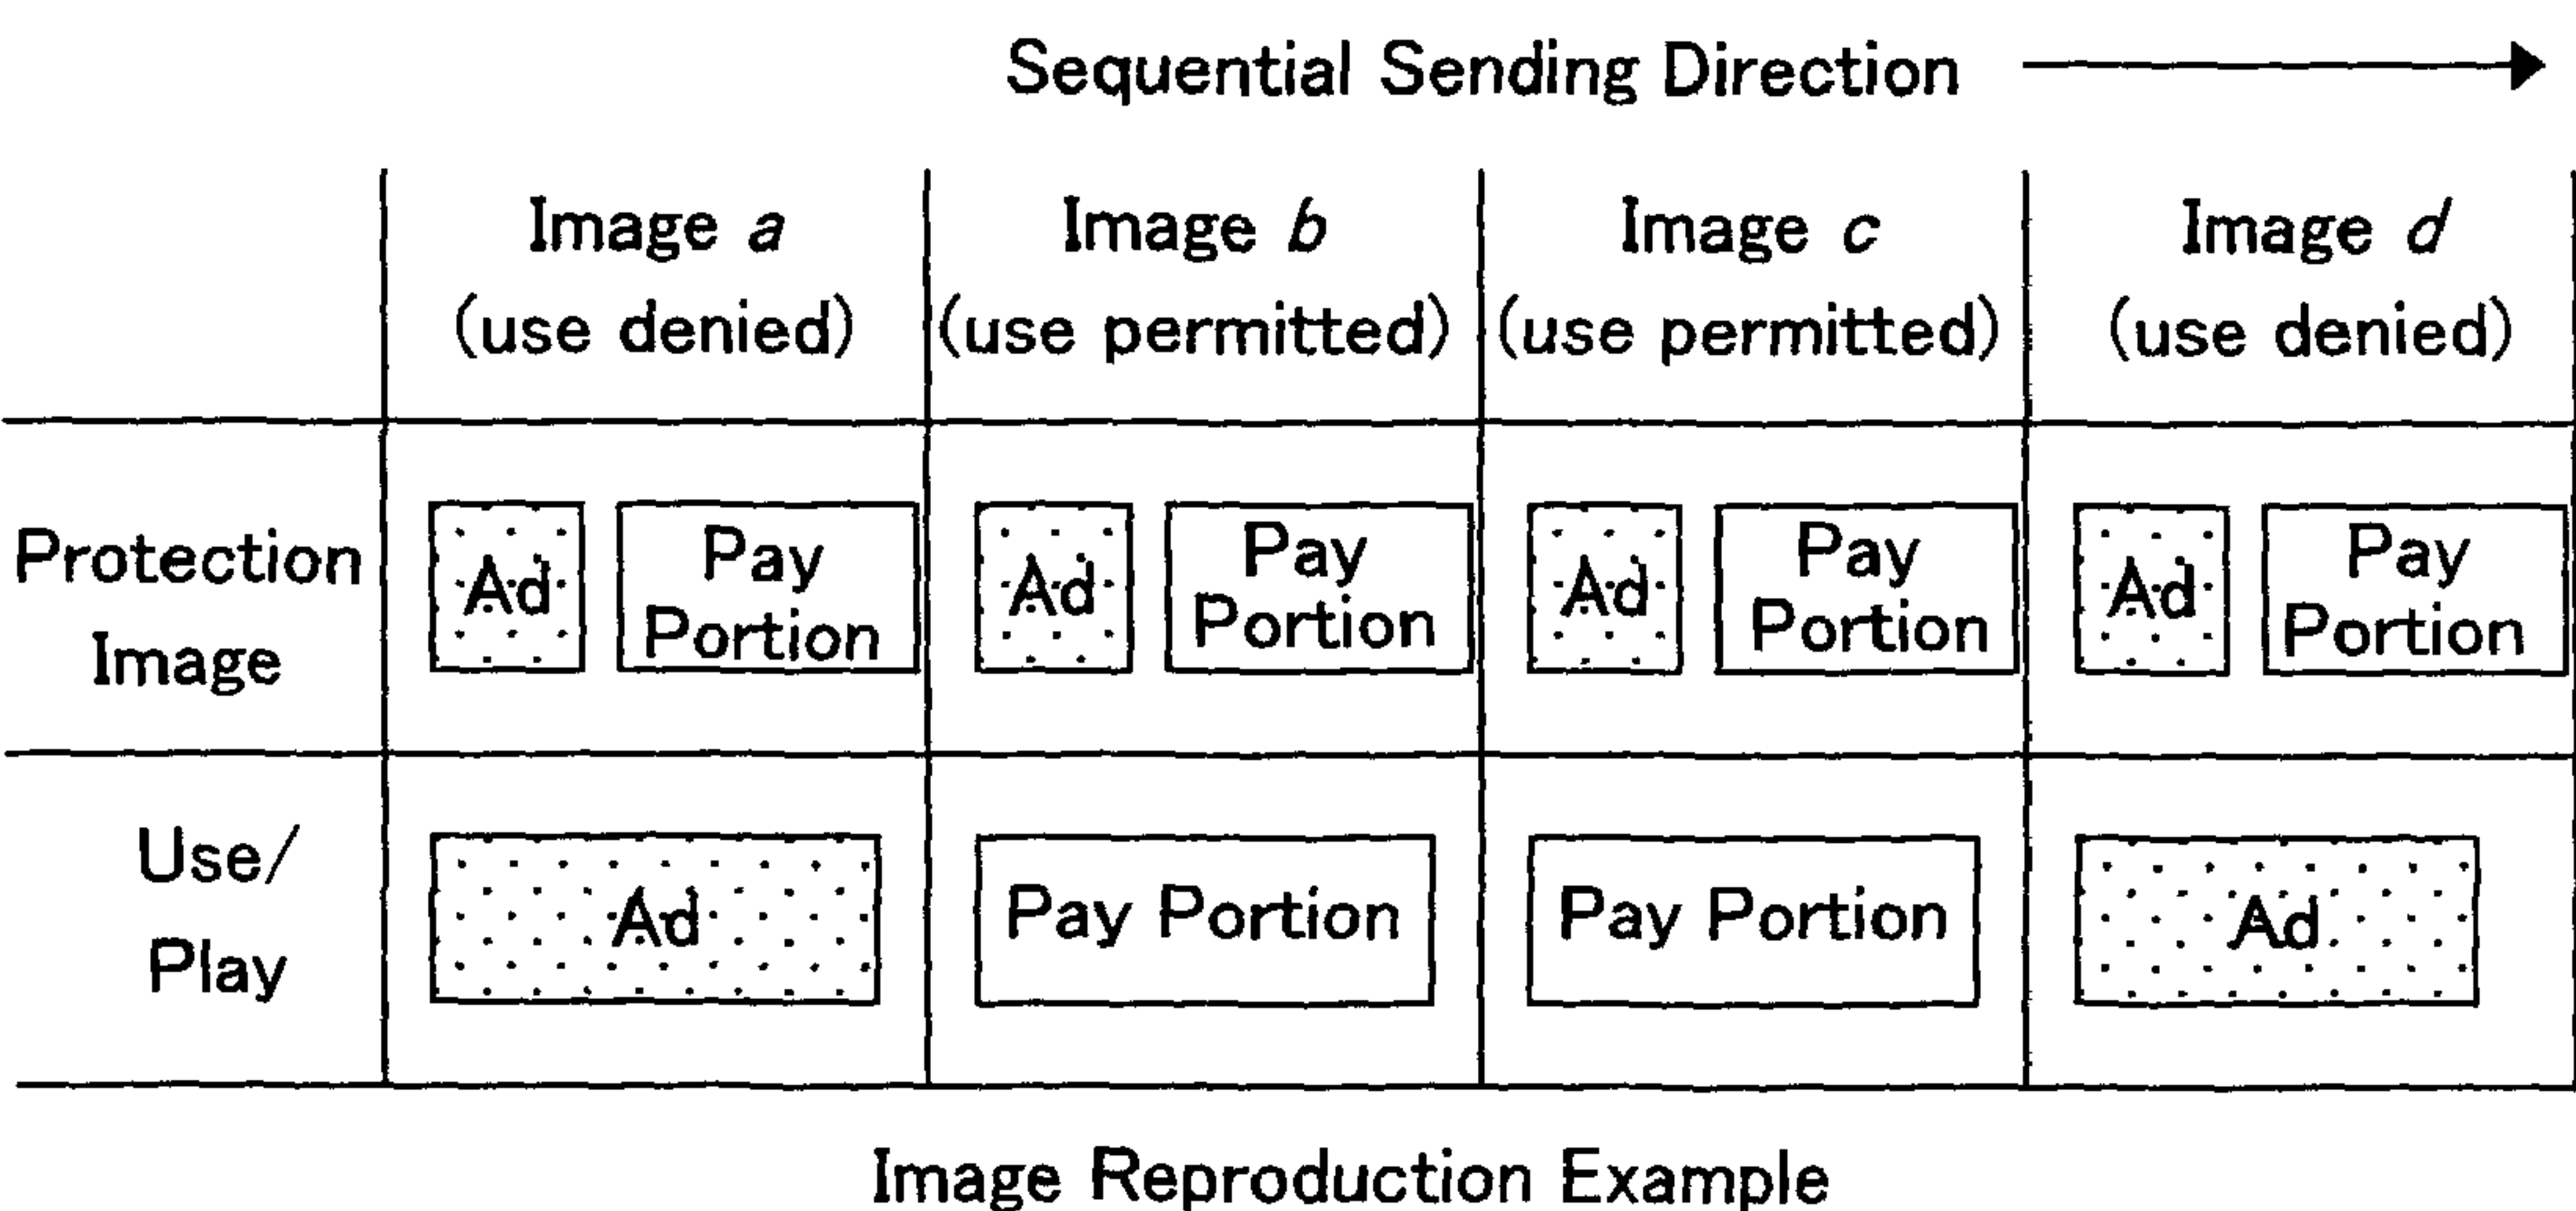 Sequential Sending Direction
Image a
(use denied)
Image b
(use permitted)
Image c
(use permitted)
Image d
(use denied)
Protection
Image
Ad
Pay
Portion
Ad
Pay
Portion
Ad
Pay
Portion
Ad
Pay
Portion
Use/
Play
Ad
Pay Portion
Pay Portion
Ad
Image Reproduction Example